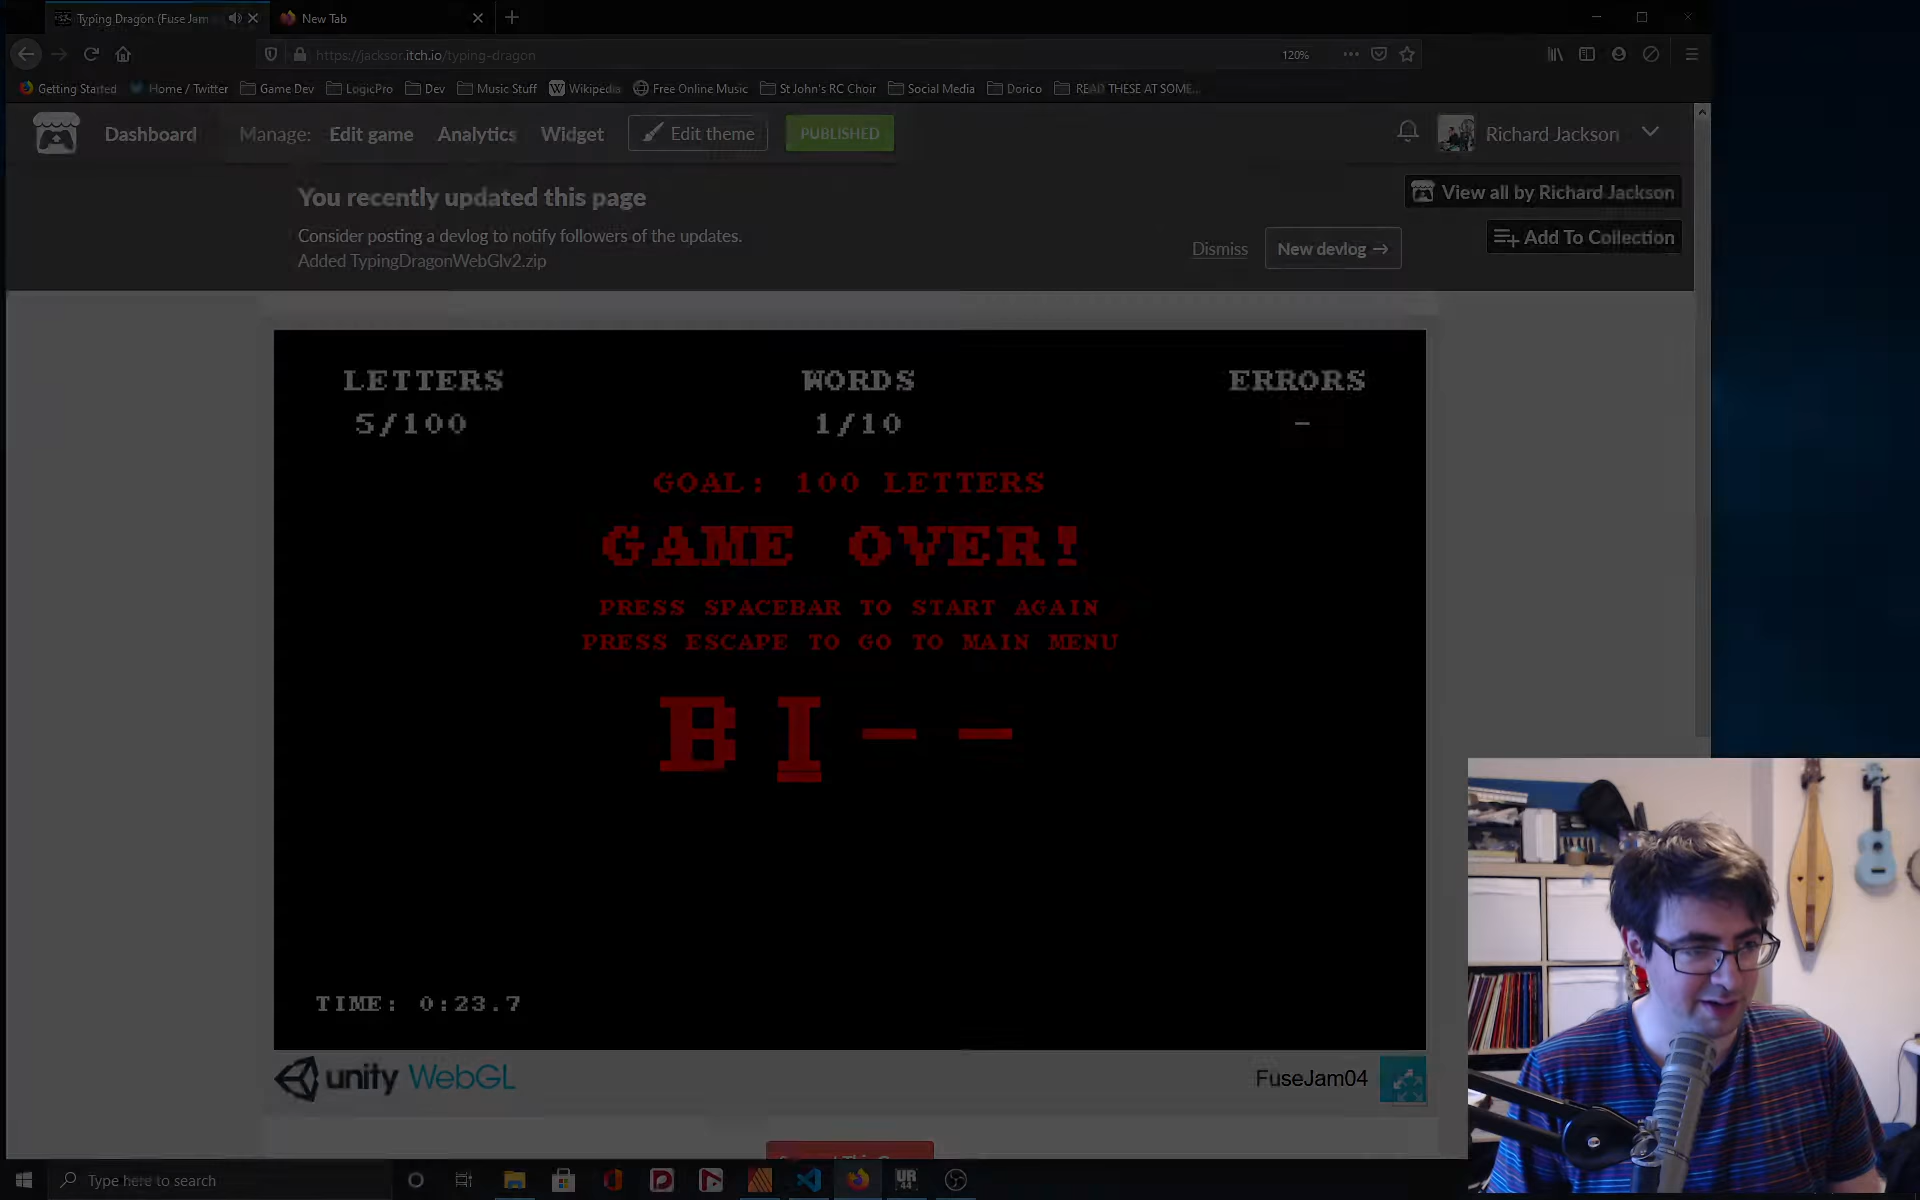 Typing Dragon (Fuse Jam
New Tab
https://jacksor.itch.io/typing-dragon
120%
Getting Started
Home / Twitter
Game Dev
LogicPro
Dev
Music Stuff
Wikipedia
Free Online Music
St John's RC Choir
Social Media
Dorico
READ THESE AT SOME...
Dashboard
Manage:
Edit game
Analytics
Widget
Edit theme
PUBLISHED
Richard Jackson
You recently updated this page
View all by Richard Jackson
Consider posting a devlog to notify followers of the updates.
Added TypingDragonWebGlv2.zip
Dismiss
New devlog →
Add To Collection
LETTERS
WORDS
ERRORS
5/100
1/10
-
GOAL: 100 LETTERS
GAME OVER!
PRESS SPACEBAR TO START AGAIN
PRESS ESCAPE TO GO TO MAIN MENU
BI--
TIME: 0:23.7
unity WebGL
FuseJam04
Type here to search
UR
44